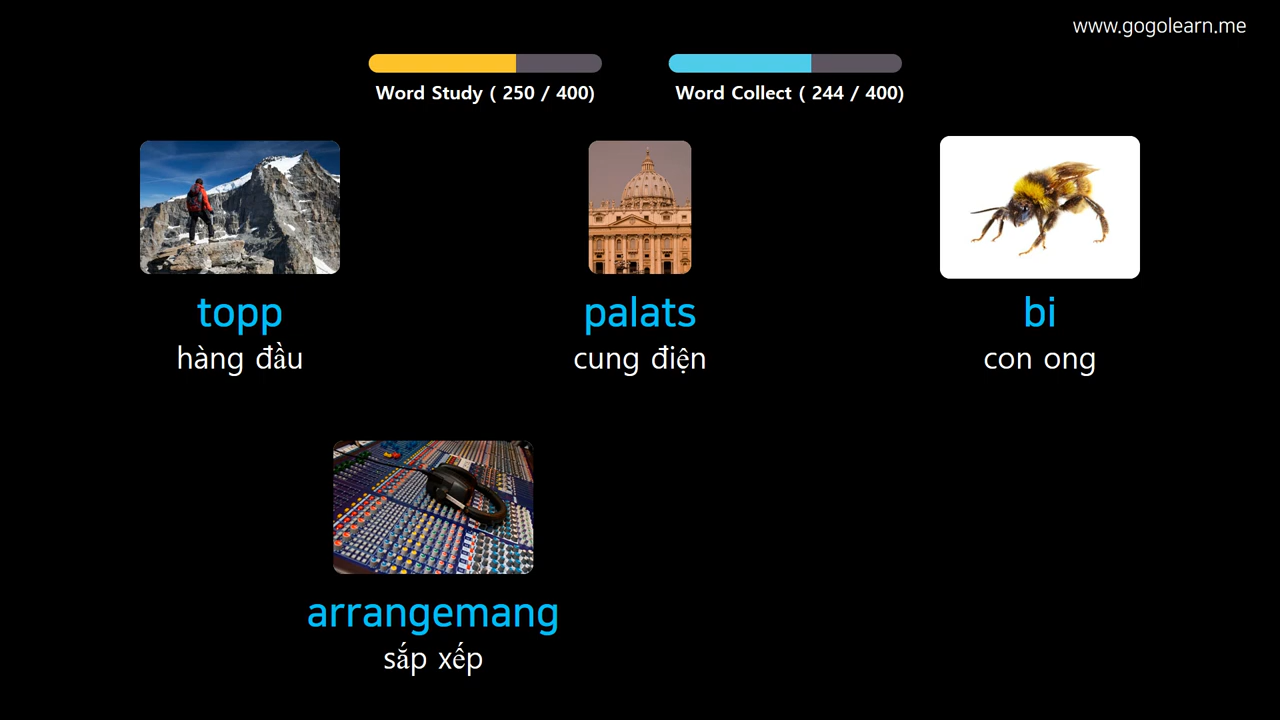 www.gogolearn.me
Word Study ( 250 / 400)
Word Collect ( 244 / 400)
topp
hàng đầu
palats
cung điện
bi
con ong
arrangemang
sắp xếp